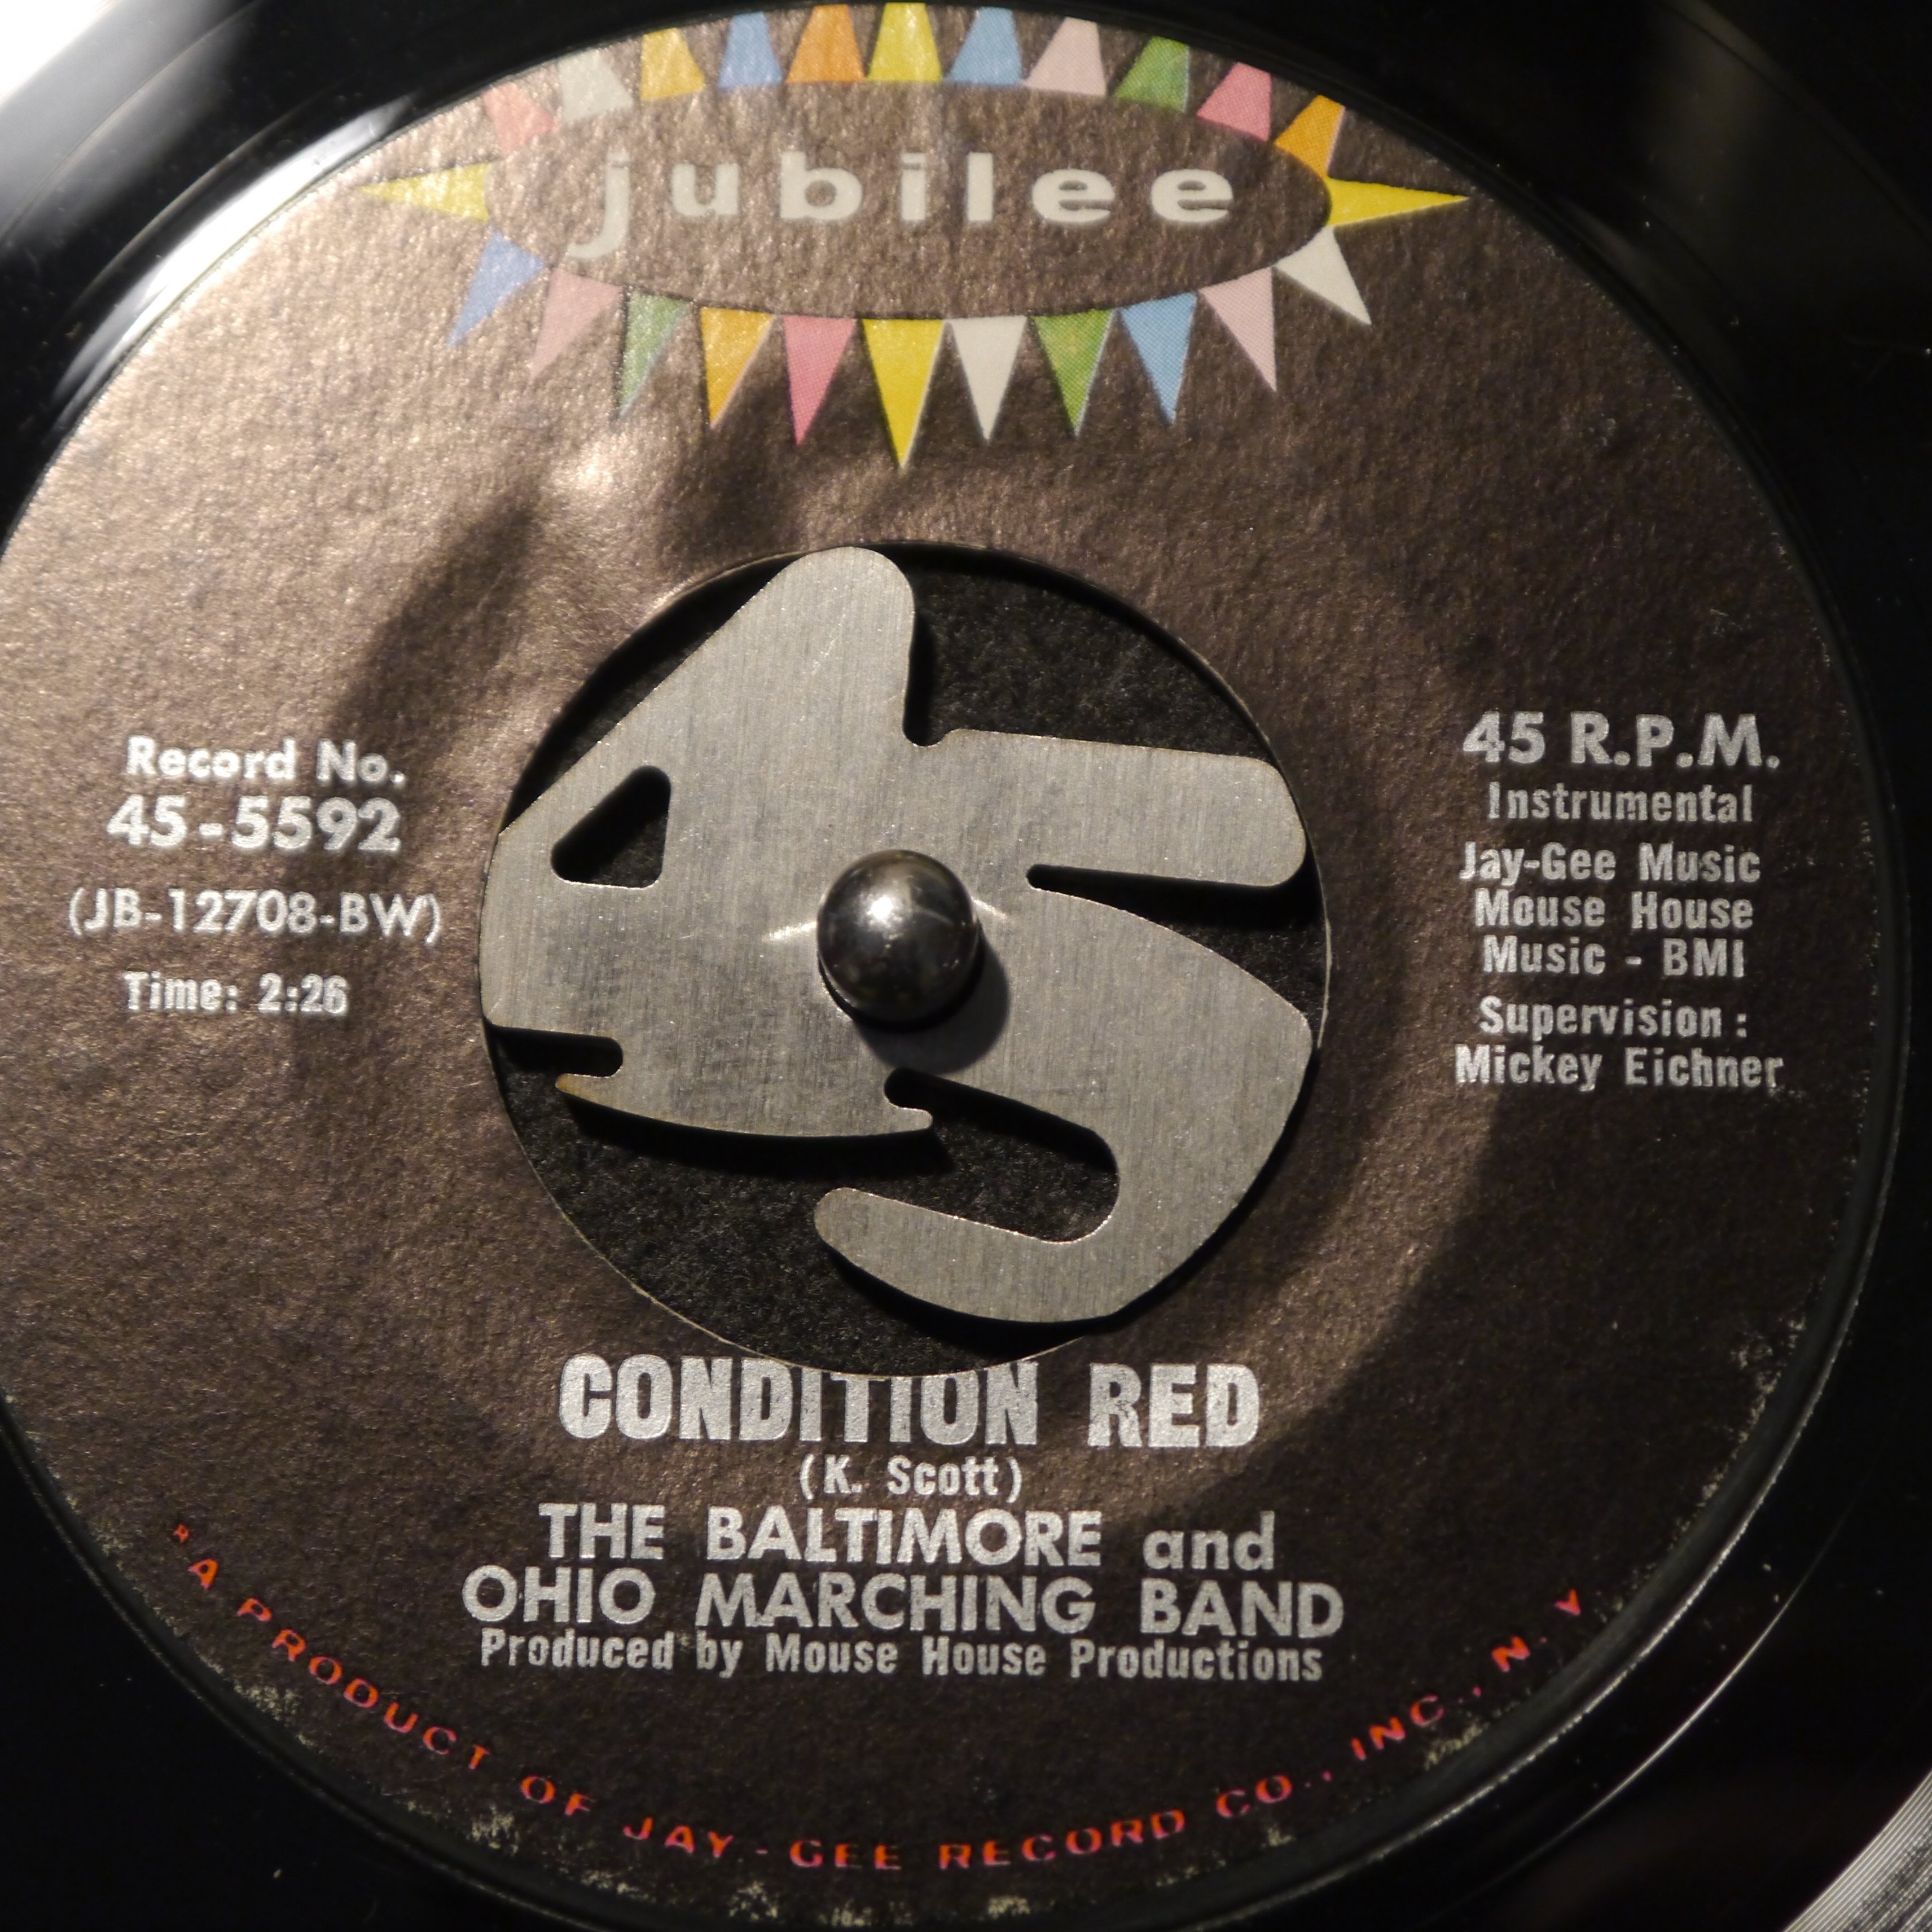 jubilee
Record No.
45-5592
(JB-12708-BW)
Time: 2:26
45 R.P.M.
Instrumental
Jay-Gee Music
Mouse House
Music - BMI
Supervision:
Mickey Eichner
45
CONDITION RED
(K. Scott)
THE BALTIMORE and
OHIO MARCHING BAND
Produced by Mouse House Productions
A PRODUCT OF JAY-GEE RECORD CO., INC., N. Y